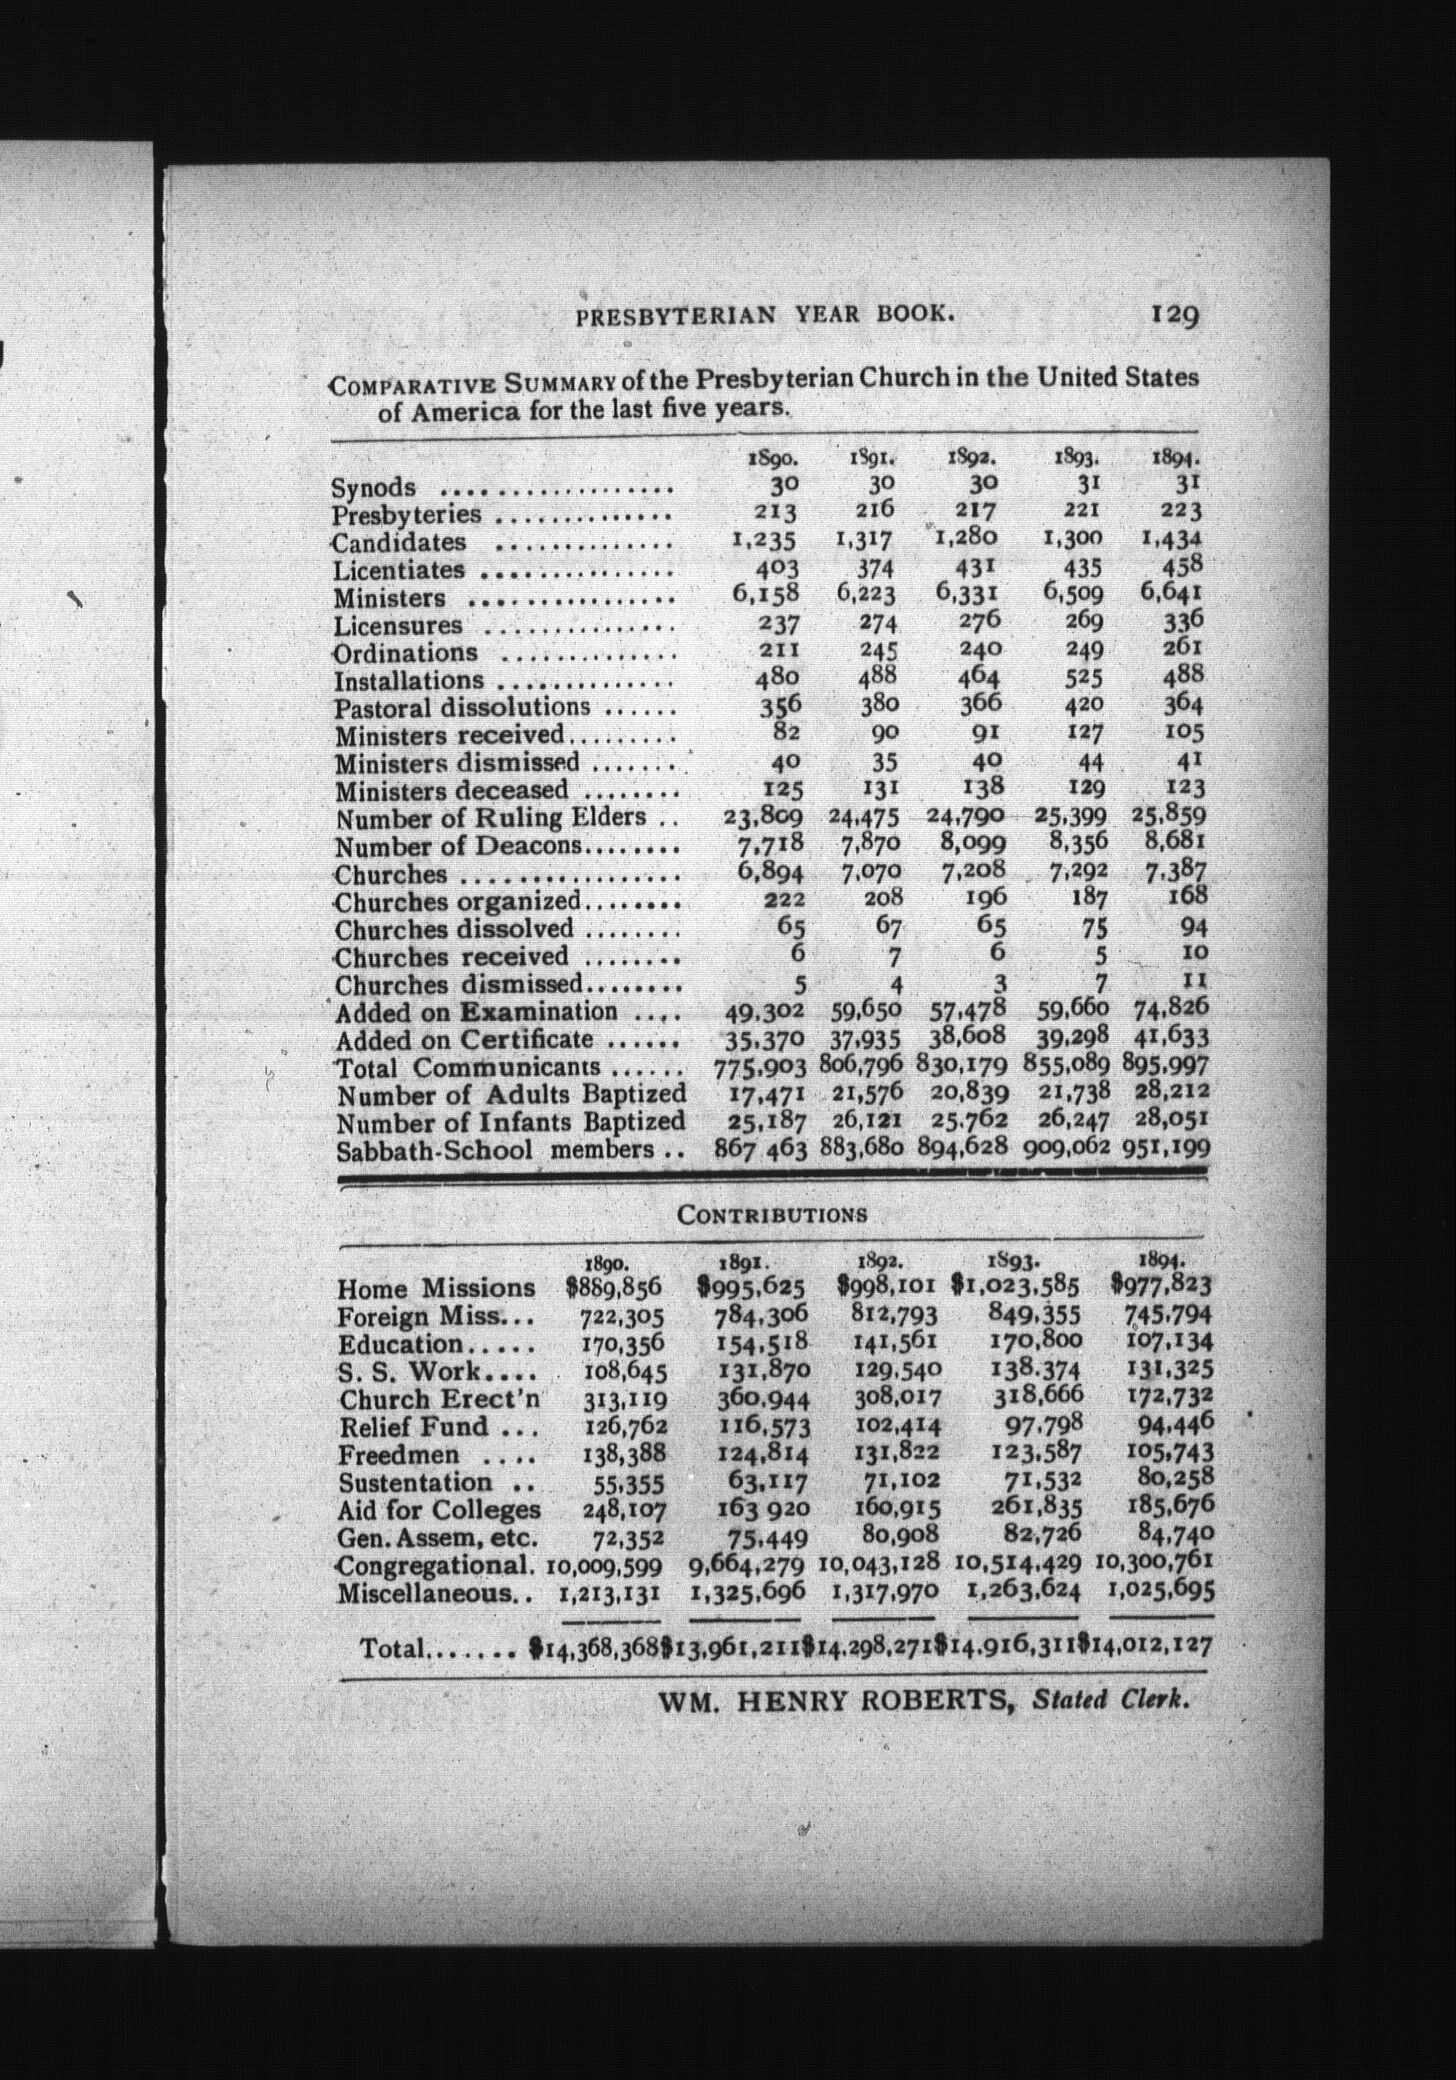 PRESBYTERIAN YEAR BOOK. 129
COMPARATIVE SUMMARY of the Presbyterian Church in the United States
of America for the last five years.
1890. 1891. 1892. 1893. 1894.
Synods .................. 30 30 30 31 31
Presbyteries .............. 213 216 217 221 223
Candidates .............. 1,235 1,317 1,280 1,300 1,434
Licentiates ............... 403 374 431 435 458
Ministers ................ 6,158 6,223 6,331 6,509 6,641
Licensures ............... 237 274 276 269 336
Ordinations .............. 211 245 240 249 261
Installations .............. 480 488 464 525 488
Pastoral dissolutions ...... 356 380 366 420 364
Ministers received......... 82 90 91 127 105
Ministers dismissed ....... 40 35 40 44 41
Ministers deceased ........ 125 131 138 129 123
Number of Ruling Elders .. 23,809 24,475 24,790 25,399 25,859
Number of Deacons........ 7,718 7,870 8,099 8,356 8,681
Churches ................ 6,894 7,070 7,208 7,292 7,387
Churches organized........ 222 208 196 187 168
Churches dissolved ........ 65 67 65 75 94
Churches received ........ 6 7 6 5 10
Churches dismissed........ 5 4 3 7 11
Added on Examination .... 49,302 59,650 57,478 59,660 74,826
Added on Certificate ...... 35,370 37,935 38,608 39,298 41,633
Total Communicants ...... 775,903 806,796 830,179 855,089 895,997
Number of Adults Baptized 17,471 21,576 20,839 21,738 28,212
Number of Infants Baptized 25,187 26,121 25,762 26,247 28,051
Sabbath-School members .. 867 463 883,680 894,628 909,062 951,199
CONTRIBUTIONS
1890. 1891. 1892. 1893. 1894.
Home Missions $889,856 $995,625 $998,101 $1,023,585 $977,823
Foreign Miss... 722,305 784,306 812,793 849,355 745,794
Education..... 170,356 154,518 141,561 170,800 107,134
S. S. Work.... 108,645 131,870 129,540 138,374 131,325
Church Erect'n 313,119 360,944 308,017 318,666 172,732
Relief Fund ... 126,762 116,573 102,414 97,798 94,446
Freedmen .... 138,388 124,814 131,822 123,587 105,743
Sustentation .. 55,355 63,117 71,102 71,532 80,258
Aid for Colleges 248,107 163 920 160,915 261,835 185,676
Gen. Assem, etc. 72,352 75,449 80,908 82,726 84,740
Congregational. 10,009,599 9,664,279 10,043,128 10,514,429 10,300,761
Miscellaneous.. 1,213,131 1,325,696 1,317,970 1,263,624 1,025,695
Total....... $14,368,368 $13,961,211 $14,298,271 $14,916,311 $14,012,127
WM. HENRY ROBERTS, Stated Clerk.